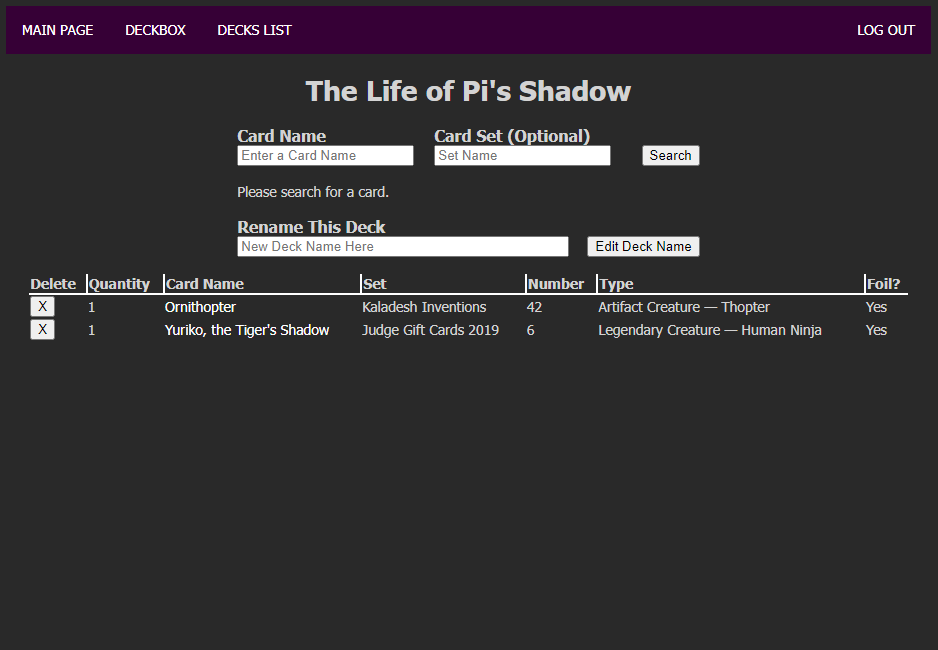 MAIN PAGE DECKBOX DECKS LIST LOG OUT
The Life of Pi's Shadow
Card Name Card Set (Optional)
Enter a Card Name Set Name Search
Please search for a card.
Rename This Deck
New Deck Name Here Edit Deck Name
Delete Quantity Card Name Set Number Type Foil?
X 1 Ornithopter Kaladesh Inventions 42 Artifact Creature — Thopter Yes
X 1 Yuriko, the Tiger's Shadow Judge Gift Cards 2019 6 Legendary Creature — Human Ninja Yes